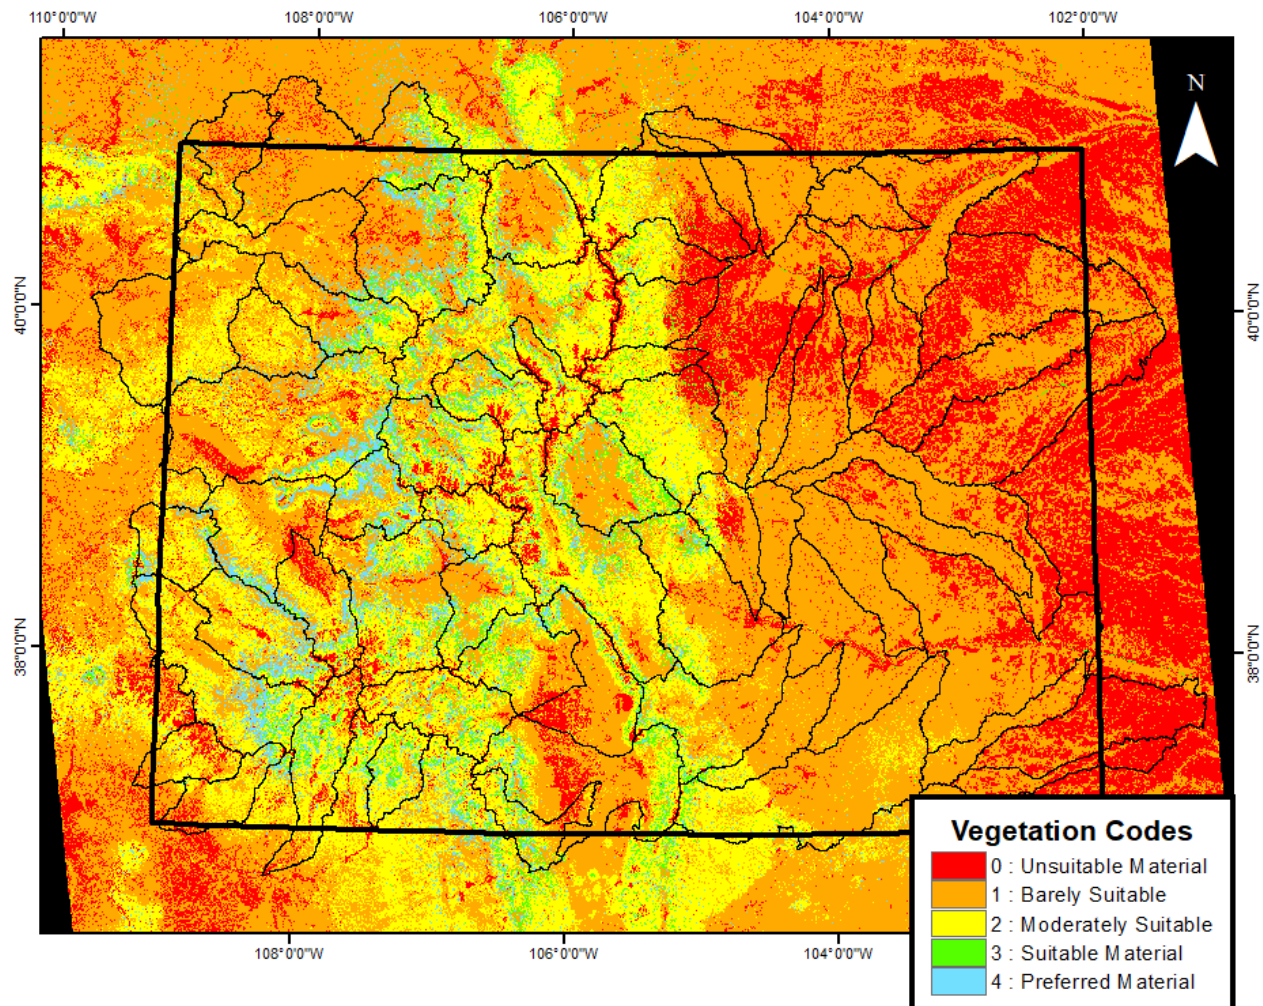 110°0'0"W 108°0'0"W 106°0'0"W 104°0'0"W 102°0'0"W
N
40°0'0"N 40°0'0"N
38°0'0"N 38°0'0"N
Vegetation Codes
0 : Unsuitable Material
1 : Barely Suitable
2 : Moderately Suitable
3 : Suitable Material
4 : Preferred Material
108°0'0"W 106°0'0"W 104°0'0"W